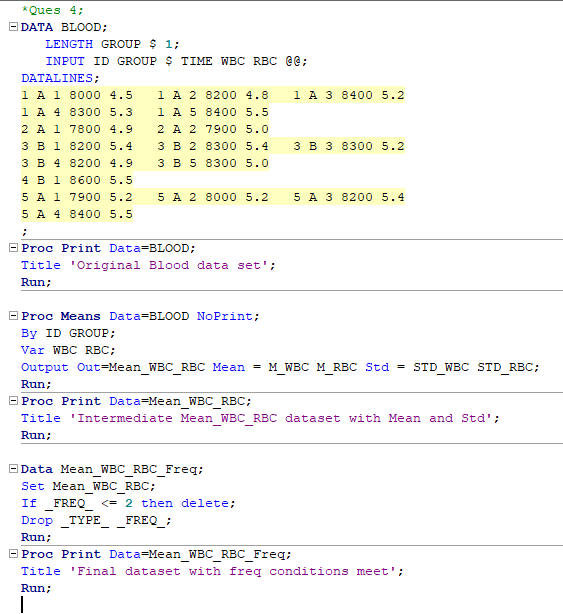 *Ques 4;
DATA BLOOD;
LENGTH GROUP $ 1;
INPUT ID GROUP $ TIME WBC RBC @@;
DATALINES;
1 A 1 8000 4.5   1 A 2 8200 4.8   1 A 3 8400 5.2
1 A 4 8300 5.3   1 A 5 8400 5.5
2 A 1 7800 4.9   2 A 2 7900 5.0
3 B 1 8200 5.4   3 B 2 8300 5.4   3 B 3 8300 5.2
3 B 4 8200 4.9   3 B 5 8300 5.0
4 B 1 8600 5.5
5 A 1 7900 5.2   5 A 2 8000 5.2   5 A 3 8200 5.4
5 A 4 8400 5.5
;
Proc Print Data=BLOOD;
Title 'Original Blood data set';
Run;
Proc Means Data=BLOOD NoPrint;
By ID GROUP;
Var WBC RBC;
Output Out=Mean_WBC_RBC Mean = M_WBC M_RBC Std = STD_WBC STD_RBC;
Run;
Proc Print Data=Mean_WBC_RBC;
Title 'Intermediate Mean_WBC_RBC dataset with Mean and Std';
Run;
Data Mean_WBC_RBC_Freq;
Set Mean_WBC_RBC;
If _FREQ_ <= 2 then delete;
Drop _TYPE_ _FREQ_;
Run;
Proc Print Data=Mean_WBC_RBC_Freq;
Title 'Final dataset with freq conditions meet';
Run;